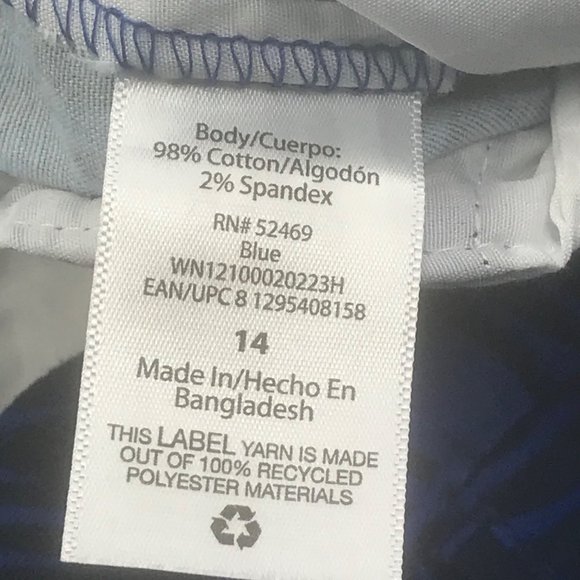 Body/Cuerpo:
98% Cotton/Algodón
2% Spandex
RN# 52469
Blue
WN12100020223H
EAN/UPC 8 1295408158
14
Made In/Hecho En
Bangladesh
THIS LABEL YARN IS MADE
OUT OF 100% RECYCLED
POLYESTER MATERIALS